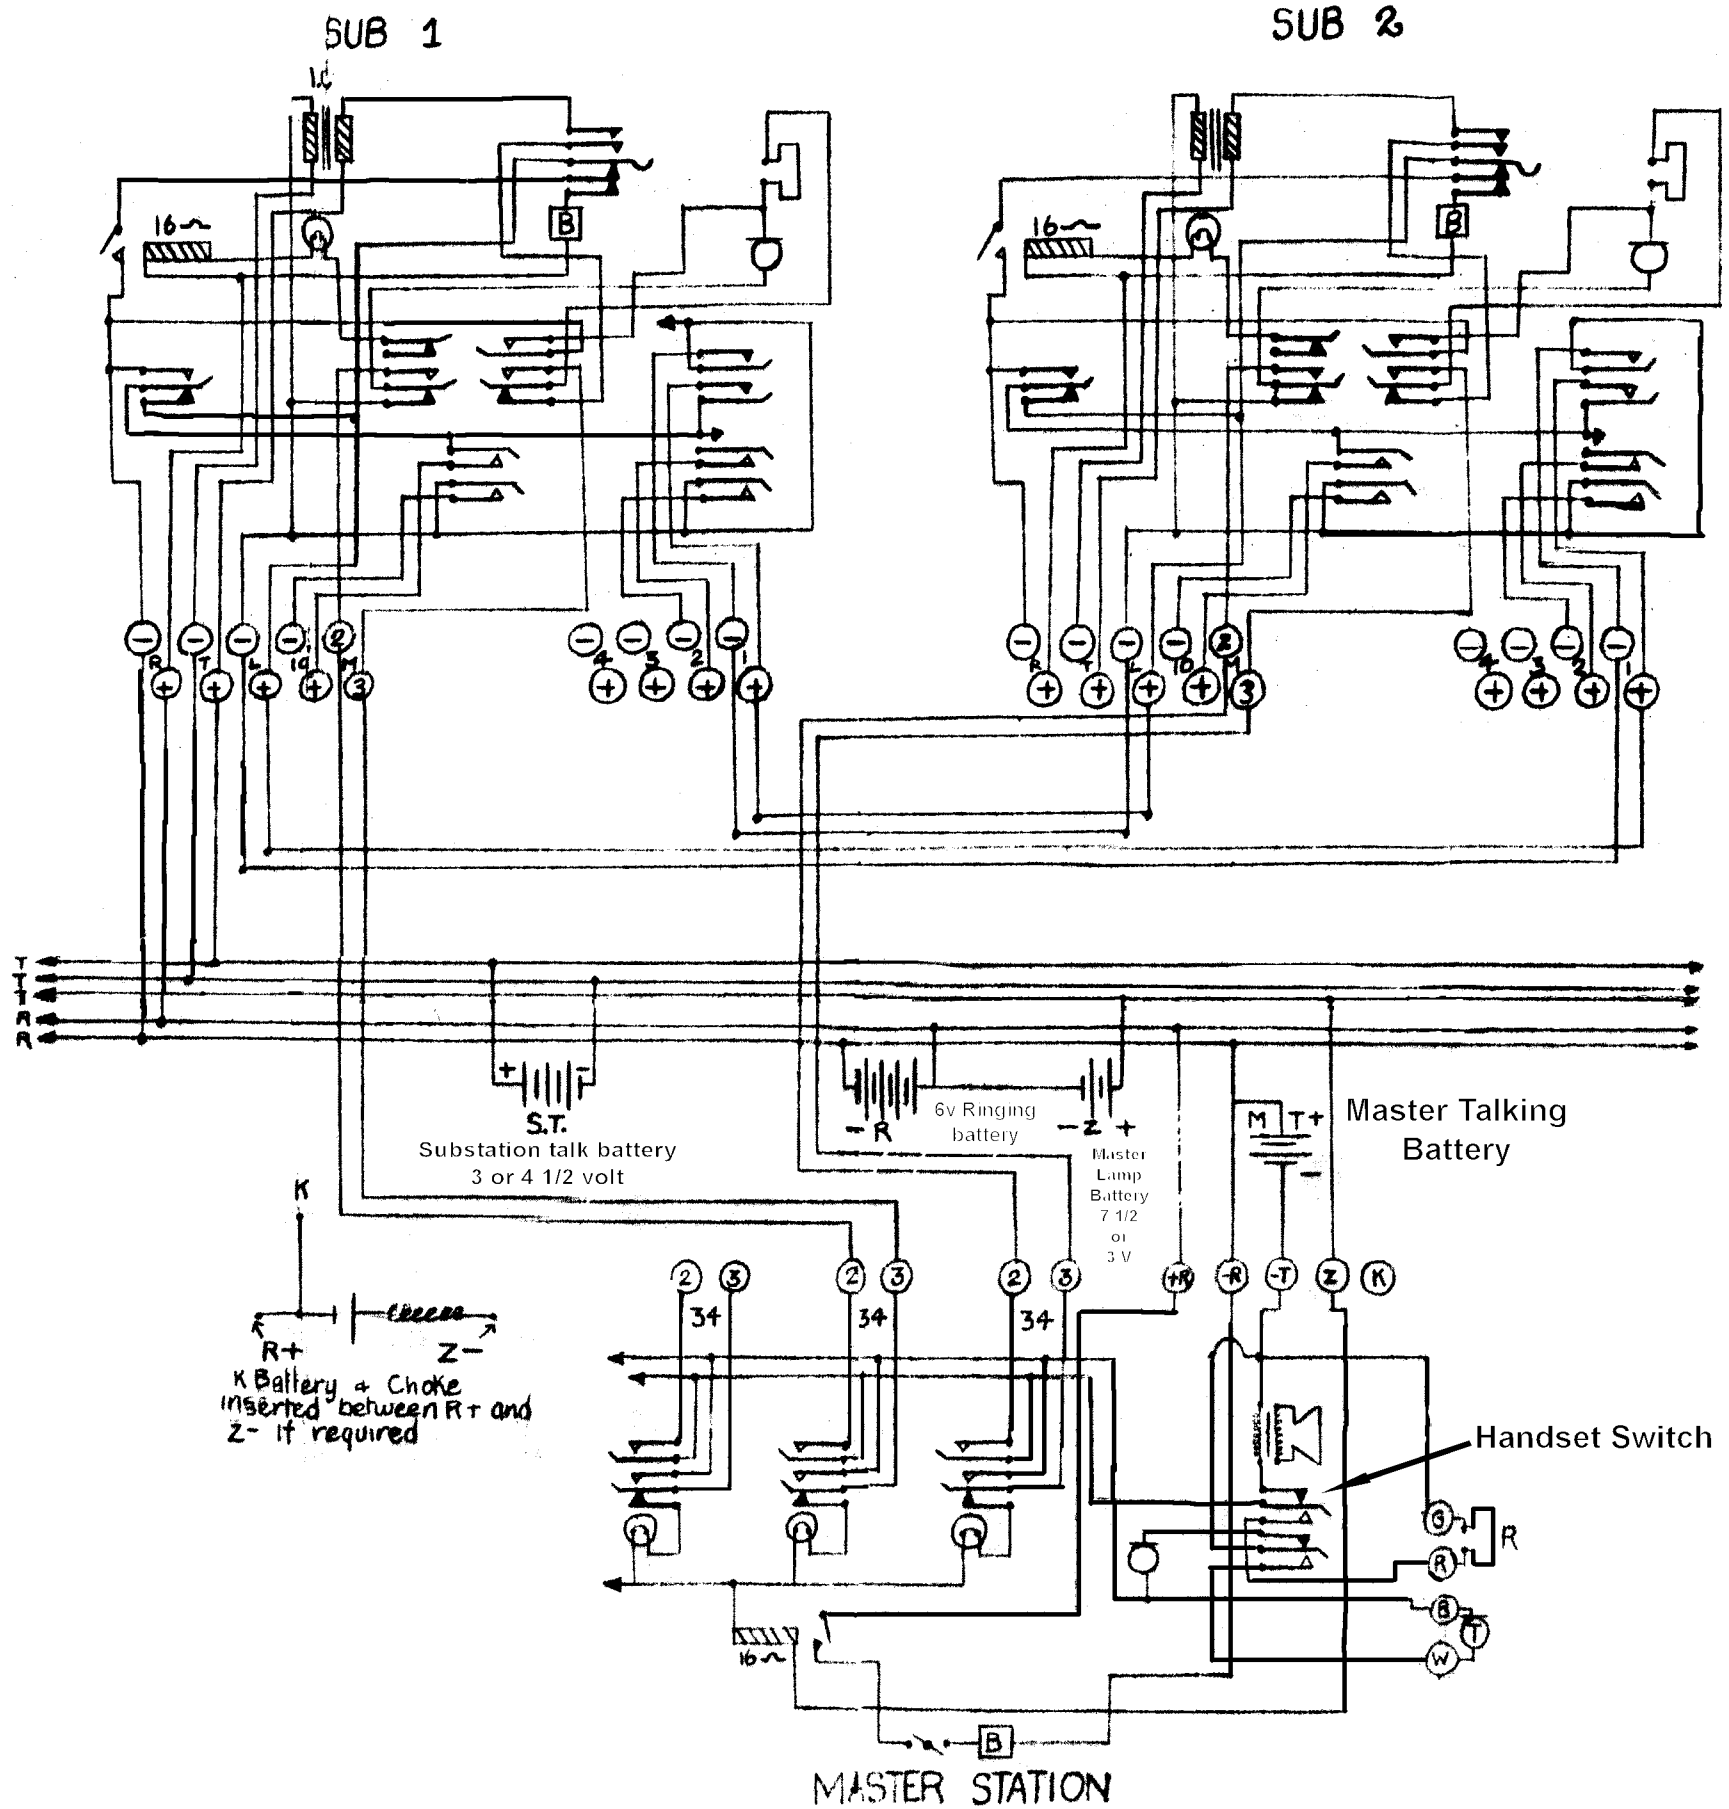 SUB 1
SUB 2
I.C
16~
B
16~
B
- - - - 2 - - - -
R T L 10 M 4 3 2 1
+ + + + 3 + + + +
- - - - 2 - - - -
R T L 10 M 4 3 2 1
+ + + + 3 + + + +
T
T
T
R
R
+ -
S.T.
Substation talk battery
3 or 4 1/2 volt
- R
6v Ringing
battery
- Z +
Master
Lamp
Battery
7 1/2
or
3 V
M T+
-
Master Talking
Battery
K
R+
Z-
K Battery & Choke
inserted between R+ and
Z- if required
2 3 2 3 2 3 +R -R -T Z K
34 34 34
Handset Switch
B
R
R
B
T
W
16~
B
MASTER STATION